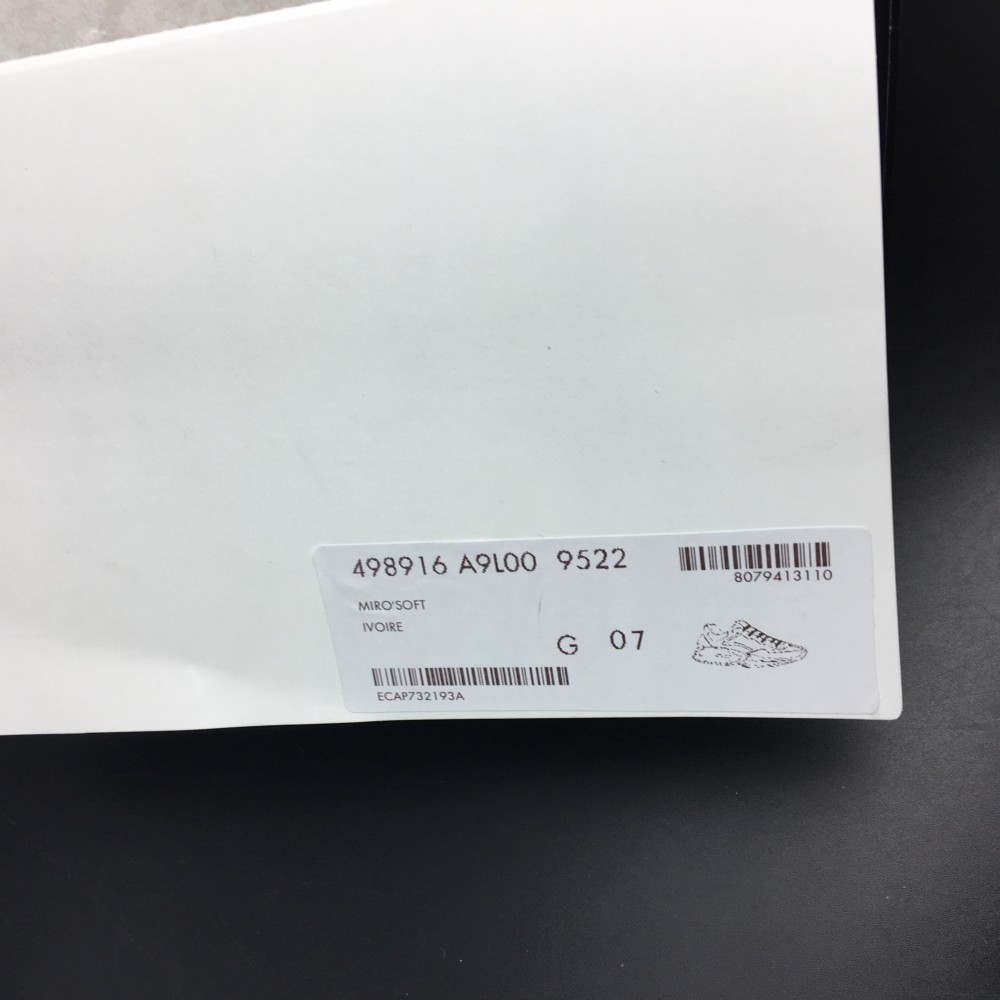 498916 A9L00 9522
8079413110
MIRO'SOFT
IVOIRE
G 07
ECAP732193A